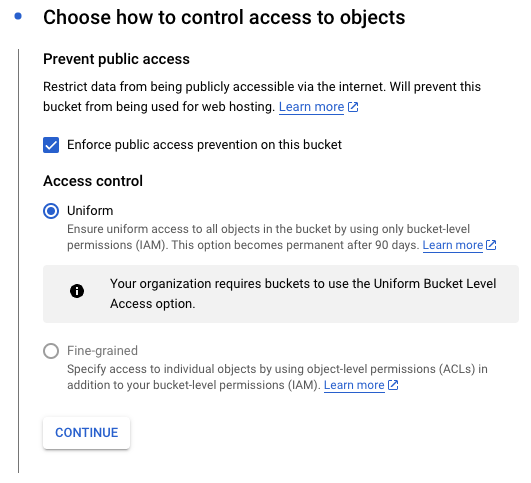 Choose how to control access to objects
Prevent public access
Restrict data from being publicly accessible via the internet. Will prevent this
bucket from being used for web hosting. Learn more
Enforce public access prevention on this bucket
Access control
Uniform
Ensure uniform access to all objects in the bucket by using only bucket-level
permissions (IAM). This option becomes permanent after 90 days. Learn more
Your organization requires buckets to use the Uniform Bucket Level
Access option.
Fine-grained
Specify access to individual objects by using object-level permissions (ACLs) in
addition to your bucket-level permissions (IAM). Learn more
CONTINUE